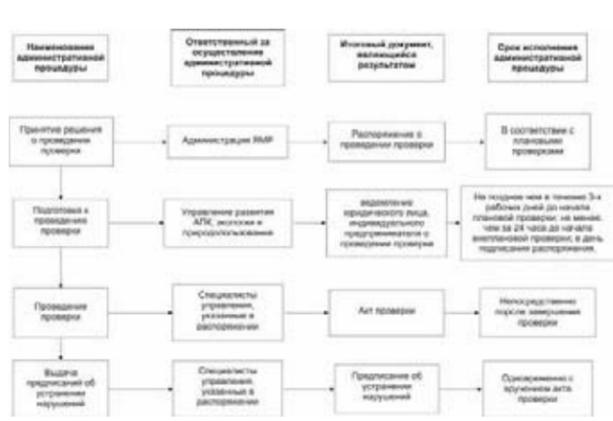 Наименование
административной
процедуры
Ответственный за
осуществление
административной
процедуры
Итоговый документ,
являющийся
результатом
Срок исполнения
административной
процедуры
Принятие решения
о проведении
проверки
Администрация ЯМР
Распоряжение о
проведении проверки
В соответствии с
плановыми
проверками
Подготовка к
проведению
проверки
Управление развития
АПК, экологии и
природопользования
ведомление
юридического лица,
индивидуального
предпринимателя о
проведении проверки
Не позднее чем в течение 3-х
рабочих дней до начала
плановой проверки; не менее
чем за 24 часа до начала
внеплановой проверки; в день
подписания распоряжения.
Проведение
проверки
Специалисты
управления,
указанные в
распоряжении
Акт проверки
Непосредственно
после завершения
проверки
Выдача
предписаний об
устранении
нарушений
Специалисты
управления,
указанные в
распоряжении
Предписание об
устранении
нарушений
Одновременно с
вручением акта
проверки